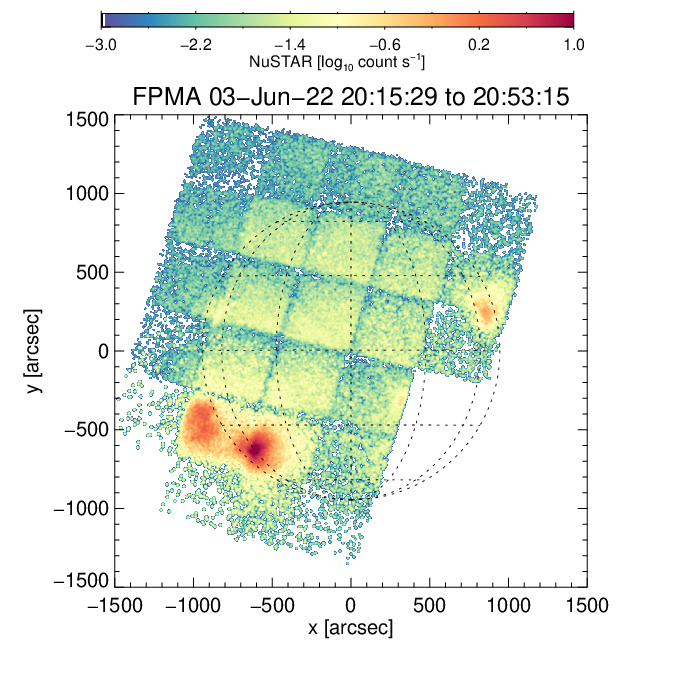 −3.0 −2.2 −1.4 −0.6 0.2 1.0
NuSTAR [log₁₀ count s⁻¹]
FPMA 03−Jun−22 20:15:29 to 20:53:15
1500
1000
500
0
−500
−1000
−1500
y [arcsec]
−1500 −1000 −500 0 500 1000 1500
x [arcsec]